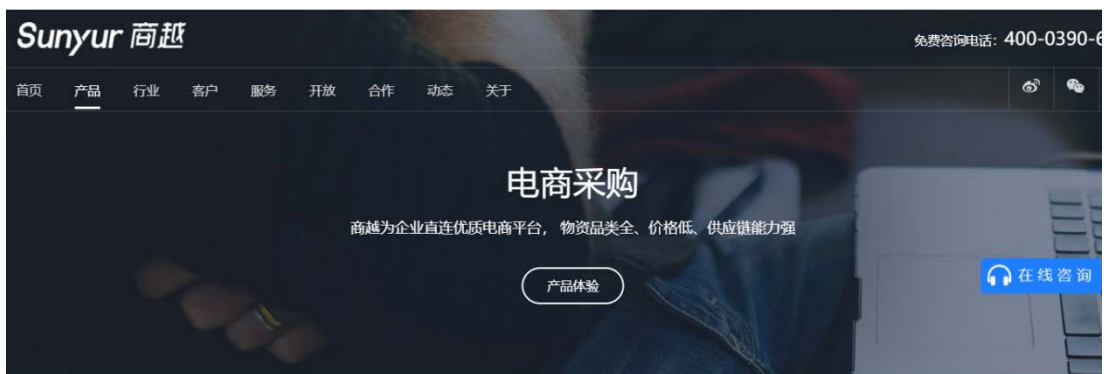 Sunyur 商越
免费咨询电话: 400-0390-6
首页 产品 行业 客户 服务 开放 合作 动态 关于
电商采购
商越为企业直连优质电商平台， 物资品类全、价格低、供应链能力强
产品体验
在线咨询